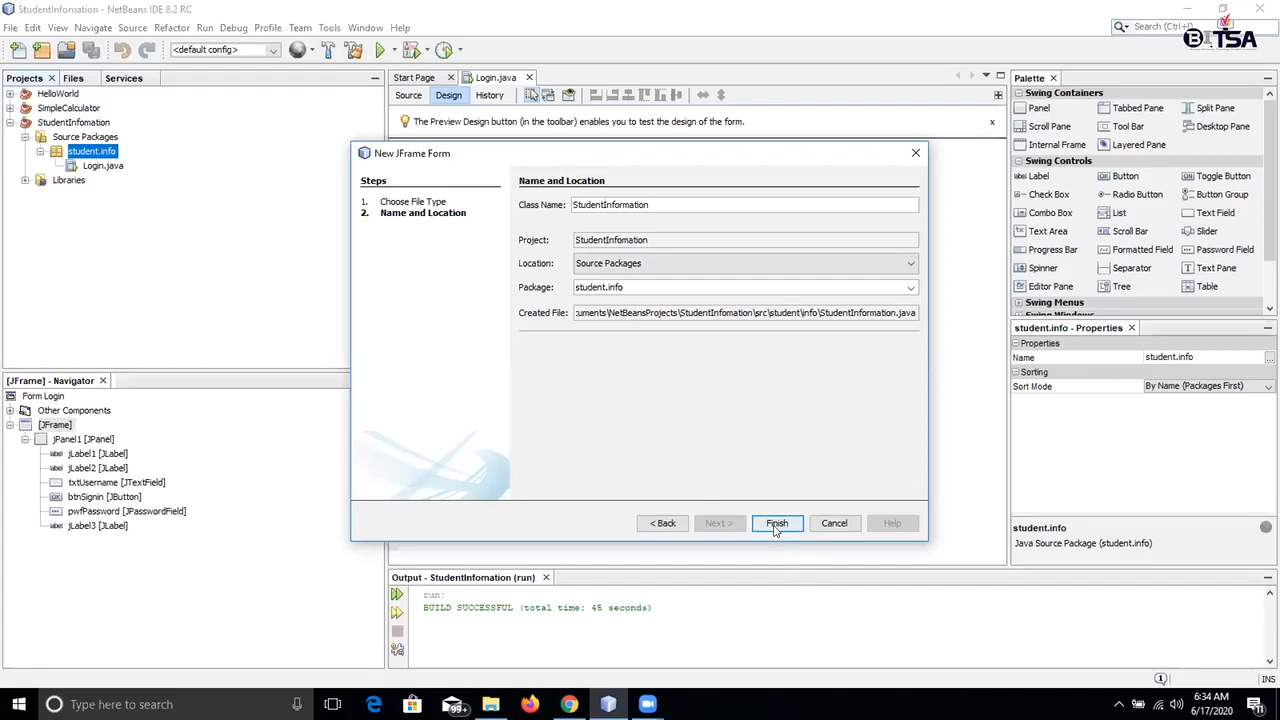 StudentInfomation - NetBeans IDE 8.2 RC
File Edit View Navigate Source Refactor Run Debug Profile Team Tools Window Help
Search (Ctrl+I)
TSA
<default config>
Projects Files Services
Start Page Login.java
Palette
HelloWorld
SimpleCalculator
StudentInfomation
Source Packages
student.info
Login.java
Libraries
Source Design History
The Preview Design button (in the toolbar) enables you to test the design of the form.
x
New JFrame Form
Steps
1. Choose File Type
2. Name and Location
Name and Location
Class Name: StudentInformation
Project: StudentInfomation
Location: Source Packages
Package: student.info
Created File: :uments\NetBeansProjects\StudentInfomation\src\student\info\StudentInformation.java
< Back Next > Finish Cancel Help
Swing Containers
Panel Tabbed Pane Split Pane
Scroll Pane Tool Bar Desktop Pane
Internal Frame Layered Pane
Swing Controls
Label Button Toggle Button
Check Box Radio Button Button Group
Combo Box List Text Field
Text Area Scroll Bar Slider
Progress Bar Formatted Field Password Field
Spinner Separator Text Pane
Editor Pane Tree Table
Swing Menus
Swing Windows
student.info - Properties
Properties
Name student.info ...
Sorting
Sort Mode By Name (Packages First)
student.info
Java Source Package (student.info)
[JFrame] - Navigator
Form Login
Other Components
[JFrame]
jPanel1 [JPanel]
jLabel1 [JLabel]
jLabel2 [JLabel]
txtUsername [JTextField]
btnSignin [JButton]
pwfPassword [JPasswordField]
jLabel3 [JLabel]
Output - StudentInfomation (run)
run:
BUILD SUCCESSFUL (total time: 45 seconds)
1 INS
Type here to search
99+
6:34 AM
6/17/2020
11